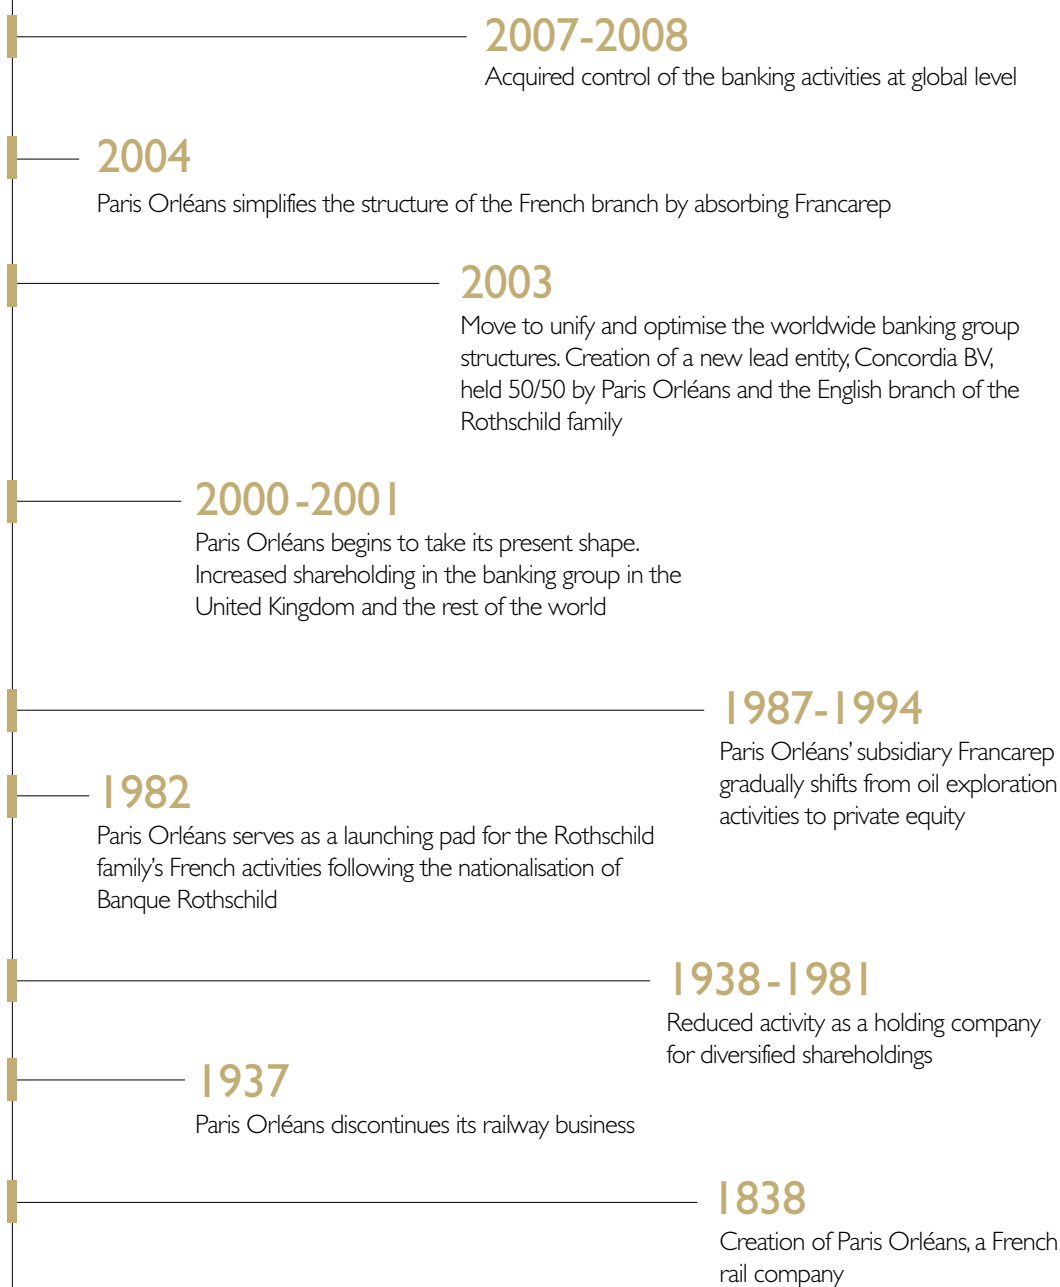 2007-2008
Acquired control of the banking activities at global level
2004
Paris Orléans simplifies the structure of the French branch by absorbing Francarep
2003
Move to unify and optimise the worldwide banking group
structures. Creation of a new lead entity, Concordia BV,
held 50/50 by Paris Orléans and the English branch of the
Rothschild family
2000-2001
Paris Orléans begins to take its present shape.
Increased shareholding in the banking group in the
United Kingdom and the rest of the world
1987-1994
Paris Orléans' subsidiary Francarep
gradually shifts from oil exploration
activities to private equity
1982
Paris Orléans serves as a launching pad for the Rothschild
family's French activities following the nationalisation of
Banque Rothschild
1938-1981
Reduced activity as a holding company
for diversified shareholdings
1937
Paris Orléans discontinues its railway business
1838
Creation of Paris Orléans, a French
rail company